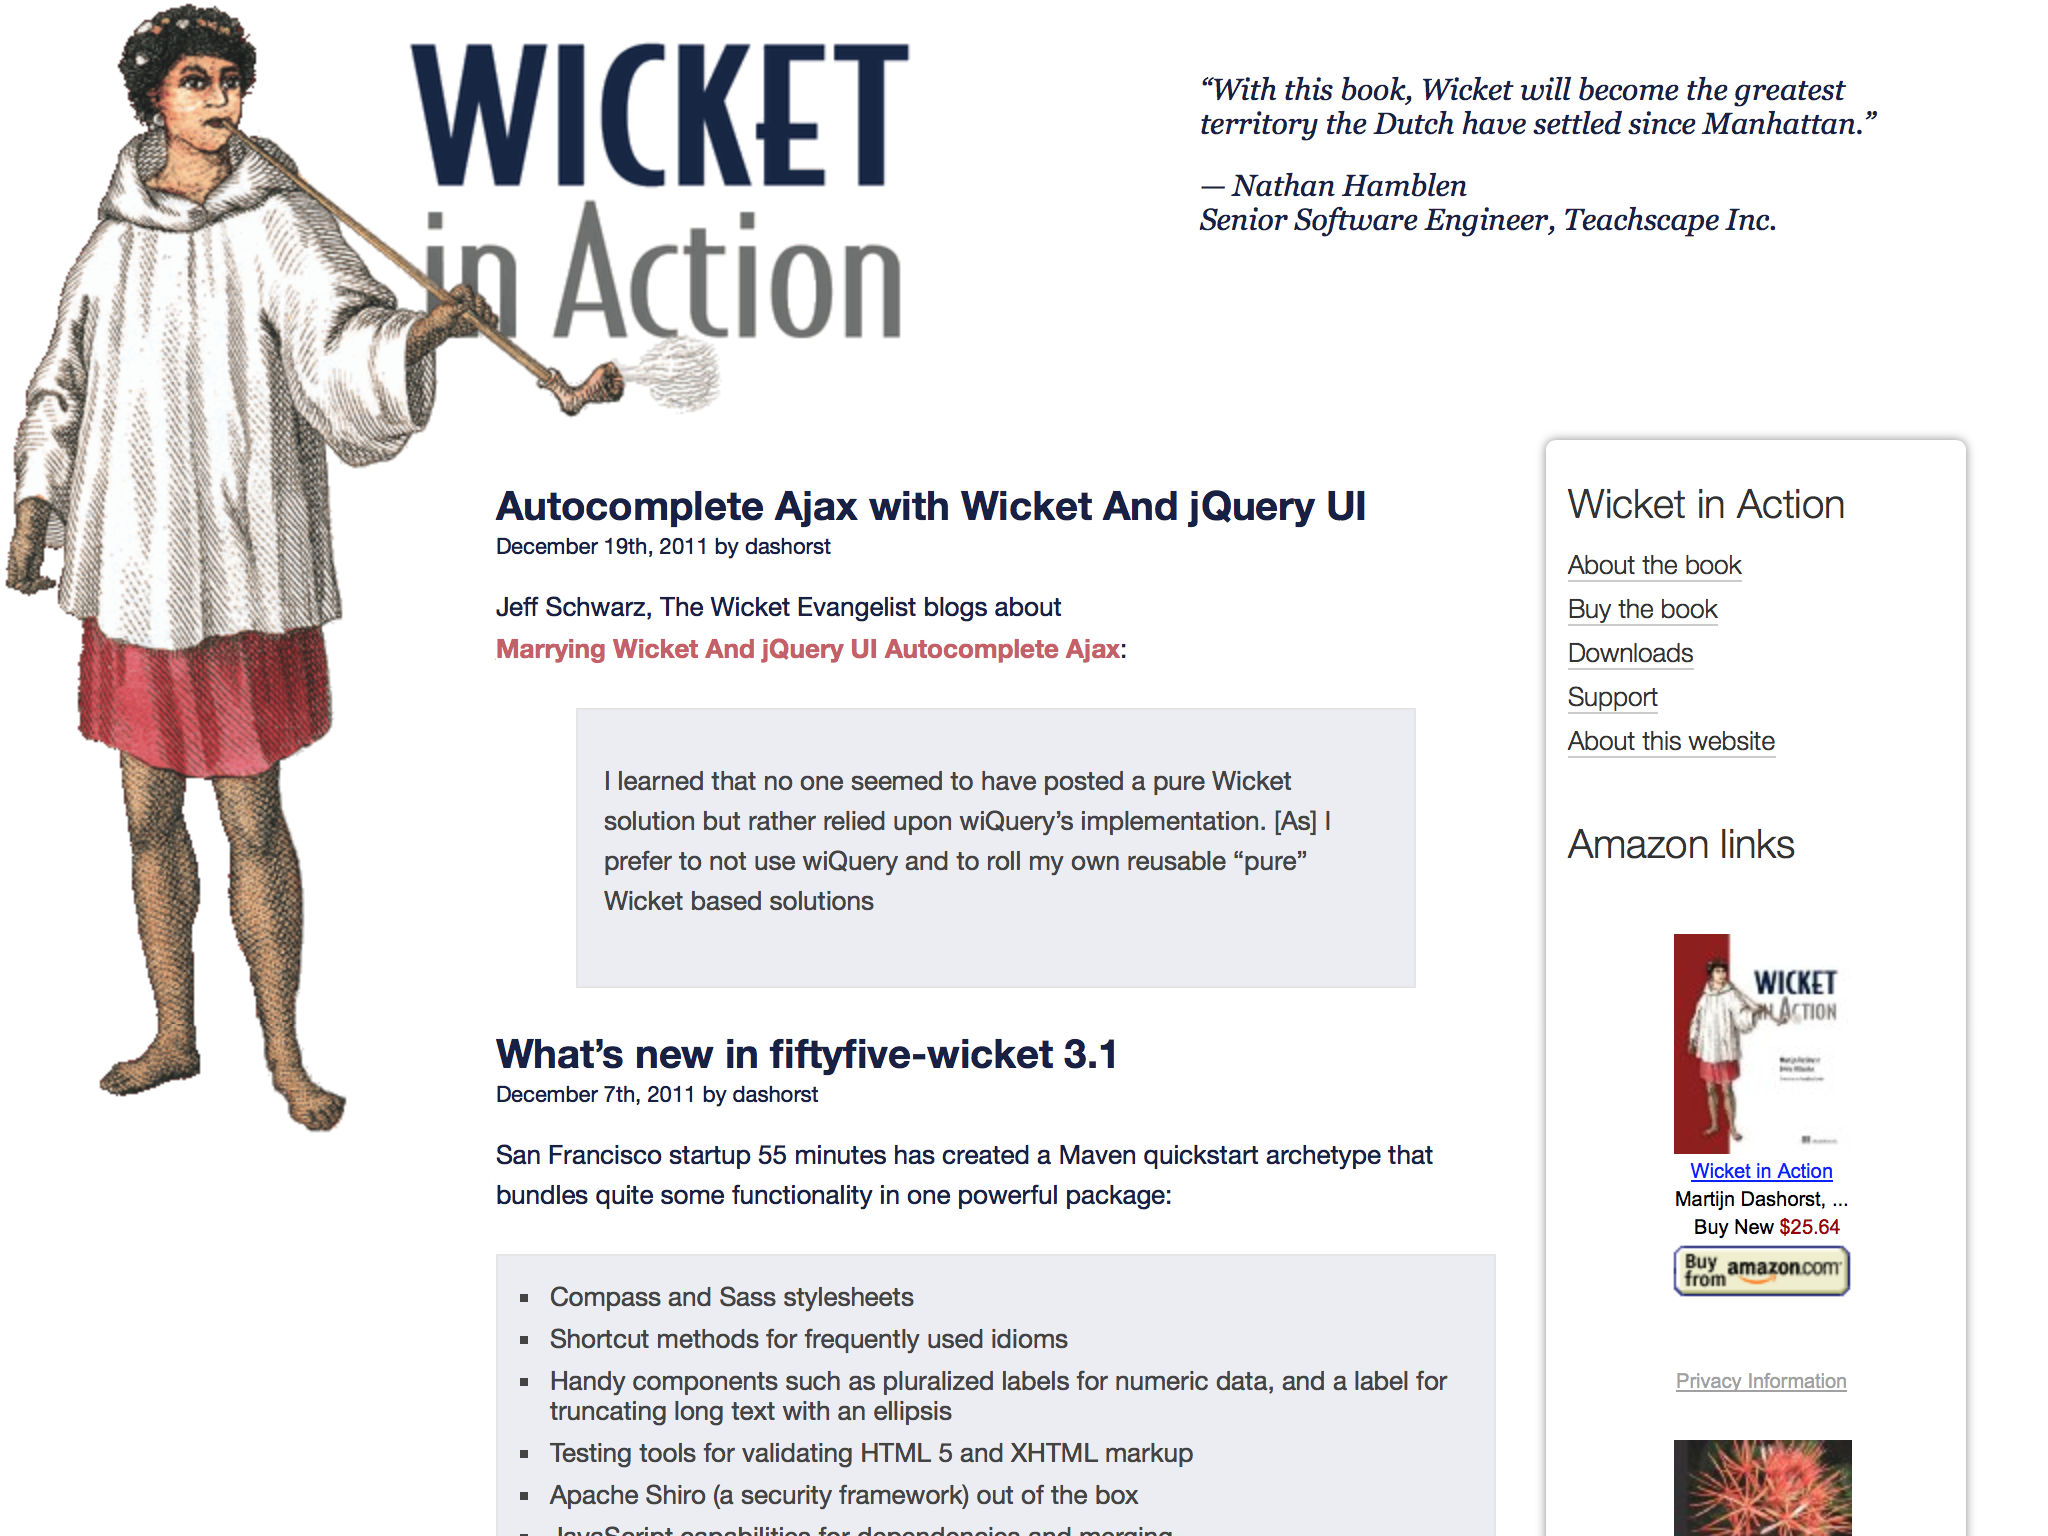 WICKET
in Action
“With this book, Wicket will become the greatest
territory the Dutch have settled since Manhattan.”
— Nathan Hamblen
Senior Software Engineer, Teachscape Inc.
Autocomplete Ajax with Wicket And jQuery UI
December 19th, 2011 by dashorst
Jeff Schwarz, The Wicket Evangelist blogs about
Marrying Wicket And jQuery UI Autocomplete Ajax:
I learned that no one seemed to have posted a pure Wicket
solution but rather relied upon wiQuery’s implementation. [As] I
prefer to not use wiQuery and to roll my own reusable “pure”
Wicket based solutions
What’s new in fiftyfive-wicket 3.1
December 7th, 2011 by dashorst
San Francisco startup 55 minutes has created a Maven quickstart archetype that
bundles quite some functionality in one powerful package:
▪ Compass and Sass stylesheets
▪ Shortcut methods for frequently used idioms
▪ Handy components such as pluralized labels for numeric data, and a label for
truncating long text with an ellipsis
▪ Testing tools for validating HTML 5 and XHTML markup
▪ Apache Shiro (a security framework) out of the box
▪ JavaScript capabilities for dependencies and merging
Wicket in Action
About the book
Buy the book
Downloads
Support
About this website
Amazon links
WICKET
IN ACTION
Wicket in Action
Martijn Dashorst, ...
Buy New $25.64
Buy from amazon.com
Privacy Information